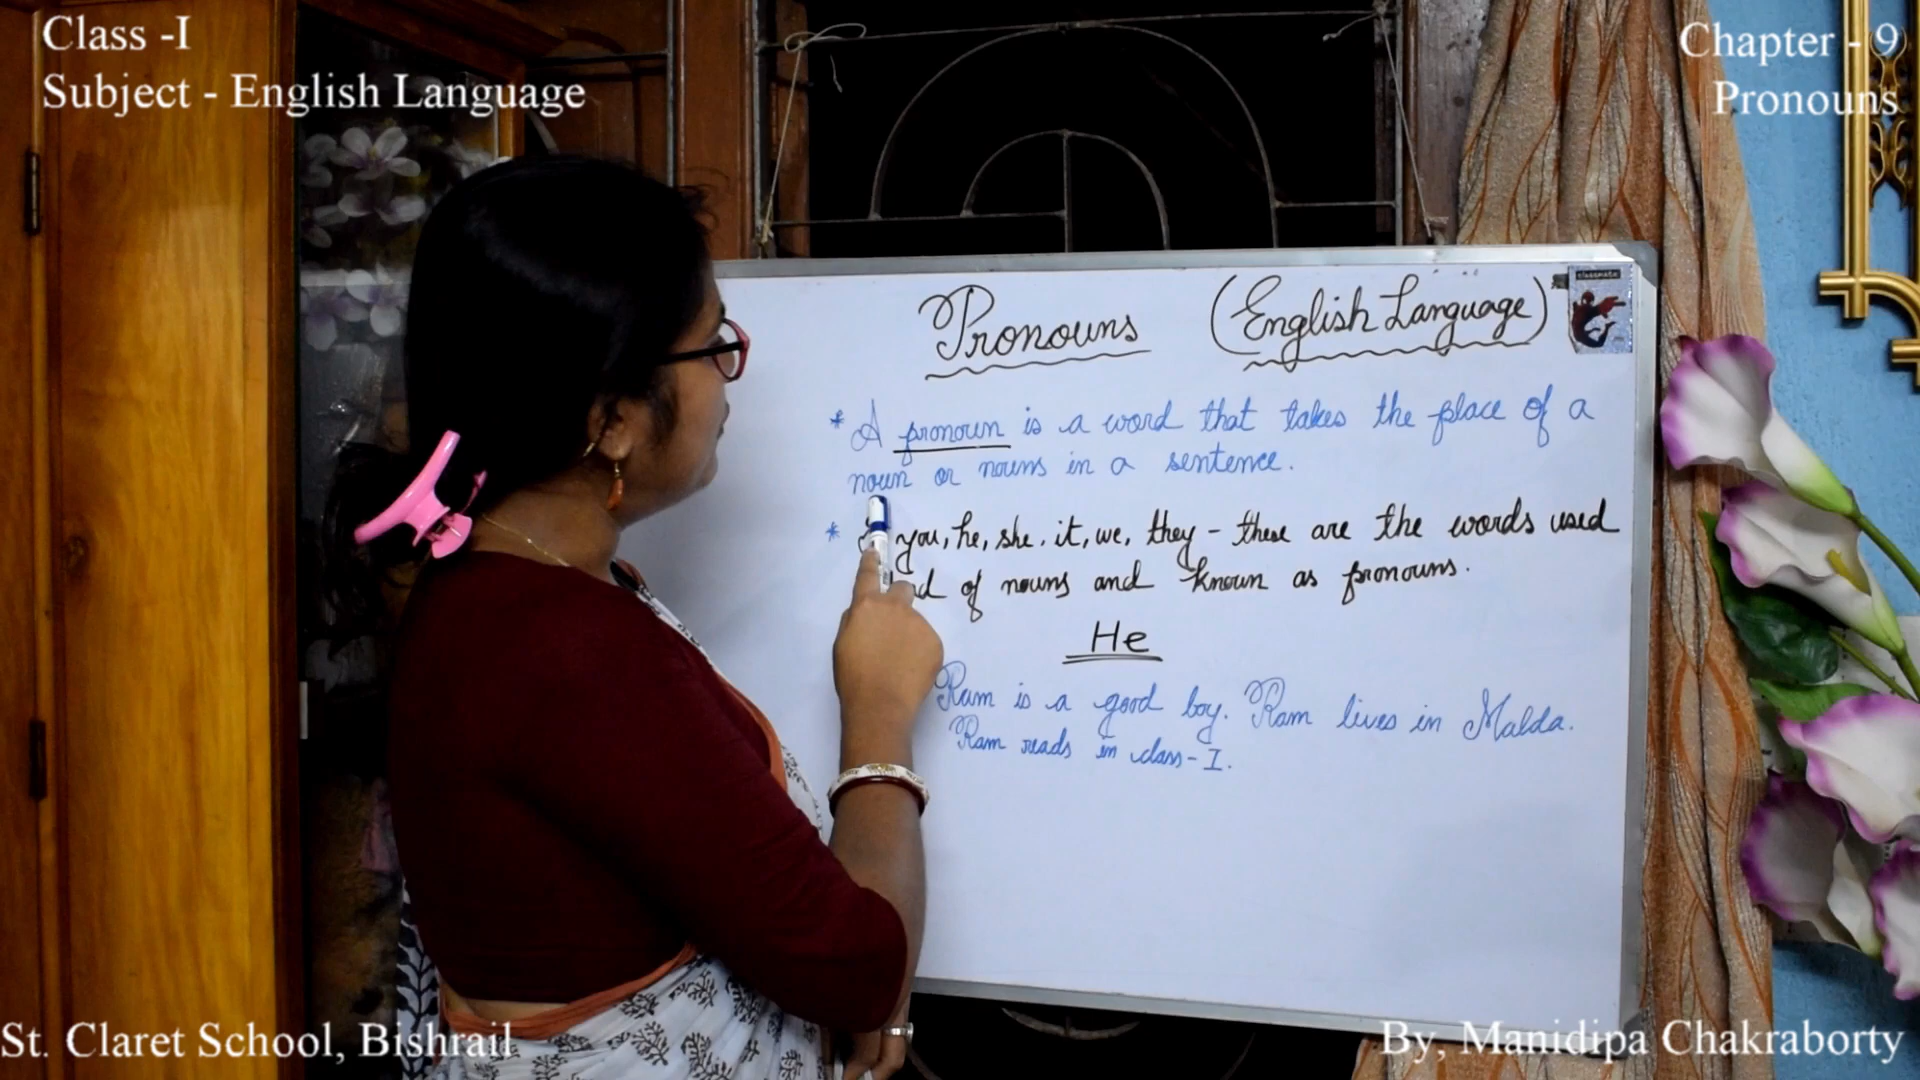 Class -I
Subject - English Language
Chapter - 9
Pronouns
classmate
Pronouns (English Language)
* A pronoun is a word that takes the place of a
noun or nouns in a sentence.
* you, he, she, it, we, they - these are the words used
of nouns and known as pronouns.
He
Ram is a good boy. Ram lives in Malda.
Ram reads in class-I.
St. Claret School, Bishrail
By, Manidipa Chakraborty